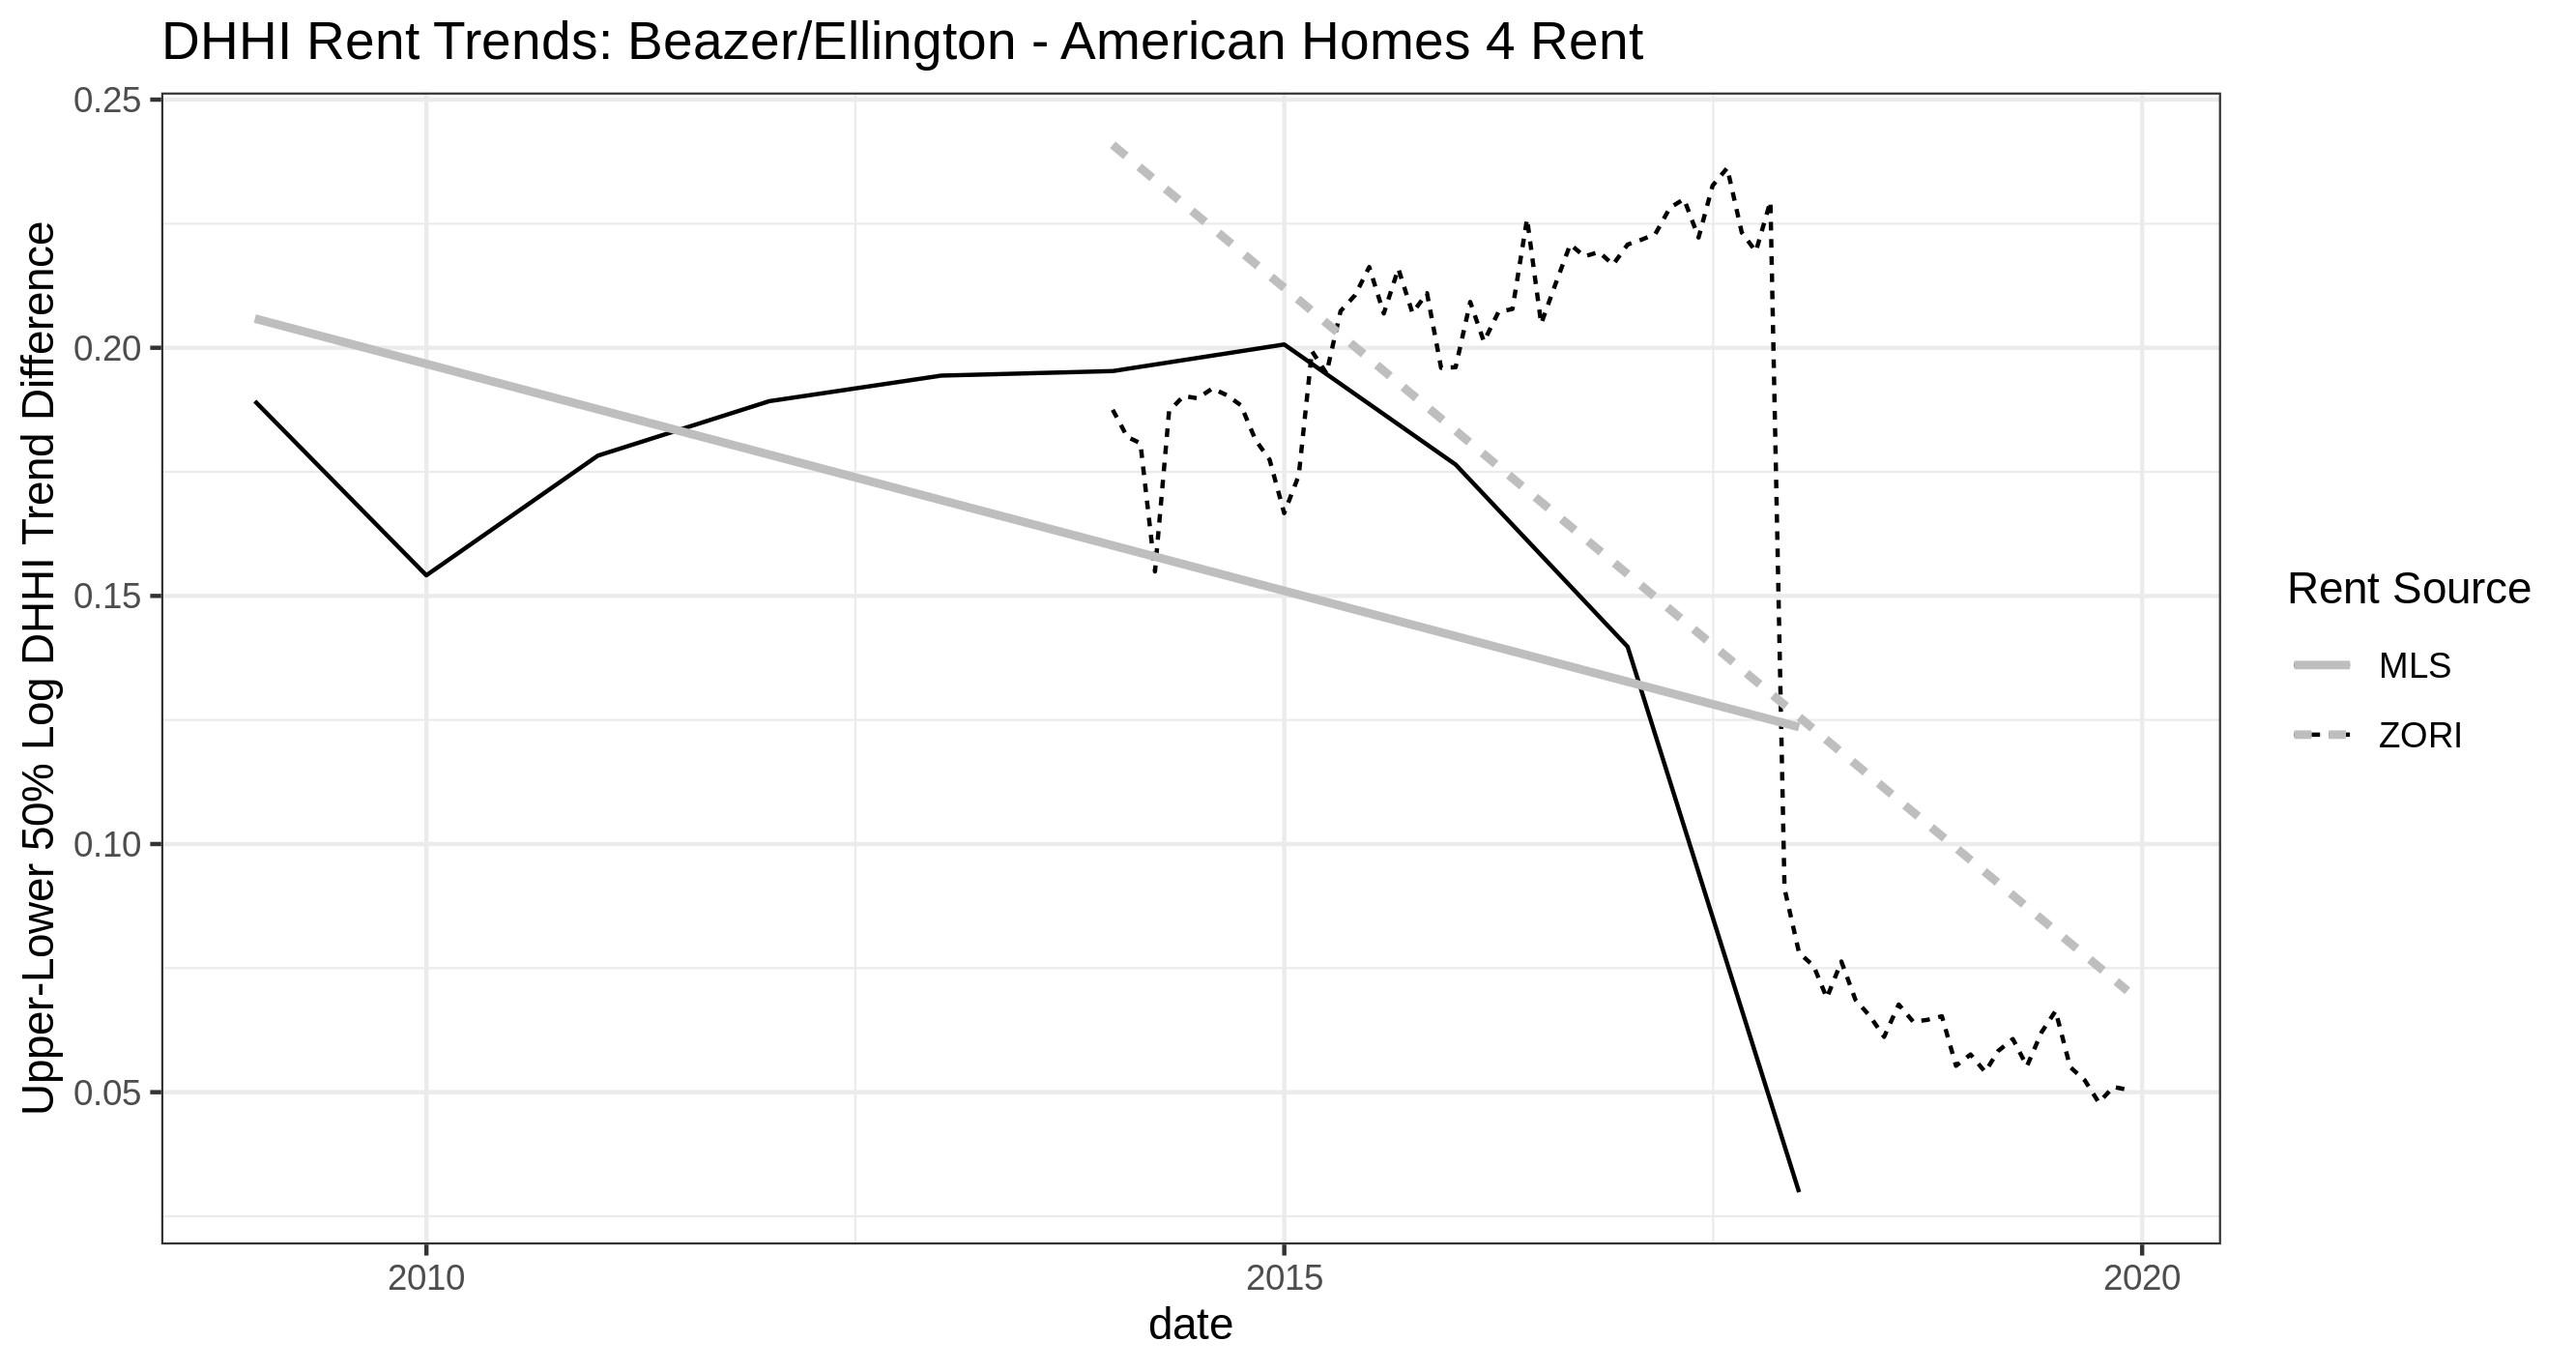 DHHI Rent Trends: Beazer/Ellington - American Homes 4 Rent
Upper-Lower 50% Log DHHI Trend Difference
0.25
0.20
0.15
0.10
0.05
2010
2015
2020
date
Rent Source
MLS
ZORI